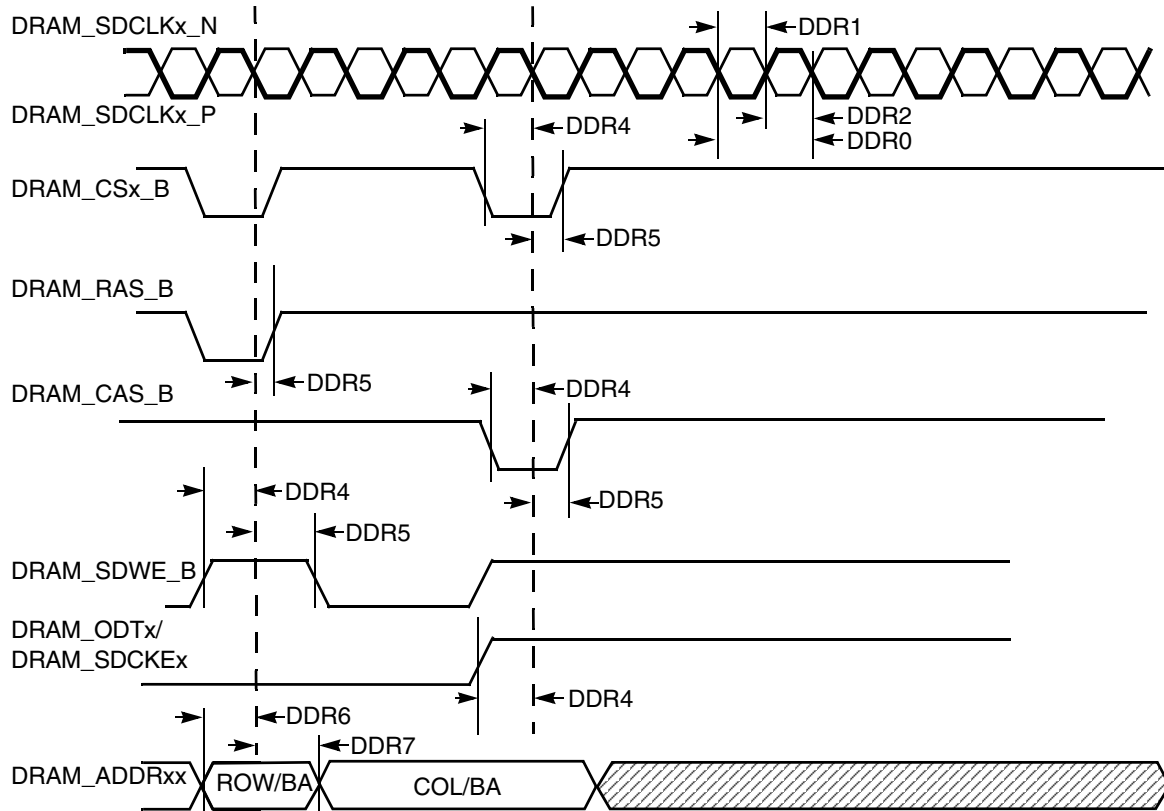 DRAM_SDCLKx_N
DDR1
DRAM_SDCLKx_P
DDR4
DDR2
DDR0
DRAM_CSx_B
DDR5
DRAM_RAS_B
DDR5
DDR4
DRAM_CAS_B
DDR4
DDR5
DDR5
DRAM_SDWE_B
DRAM_ODTx/
DRAM_SDCKEx
DDR4
DDR6
DDR7
DRAM_ADDRxx
ROW/BA
COL/BA